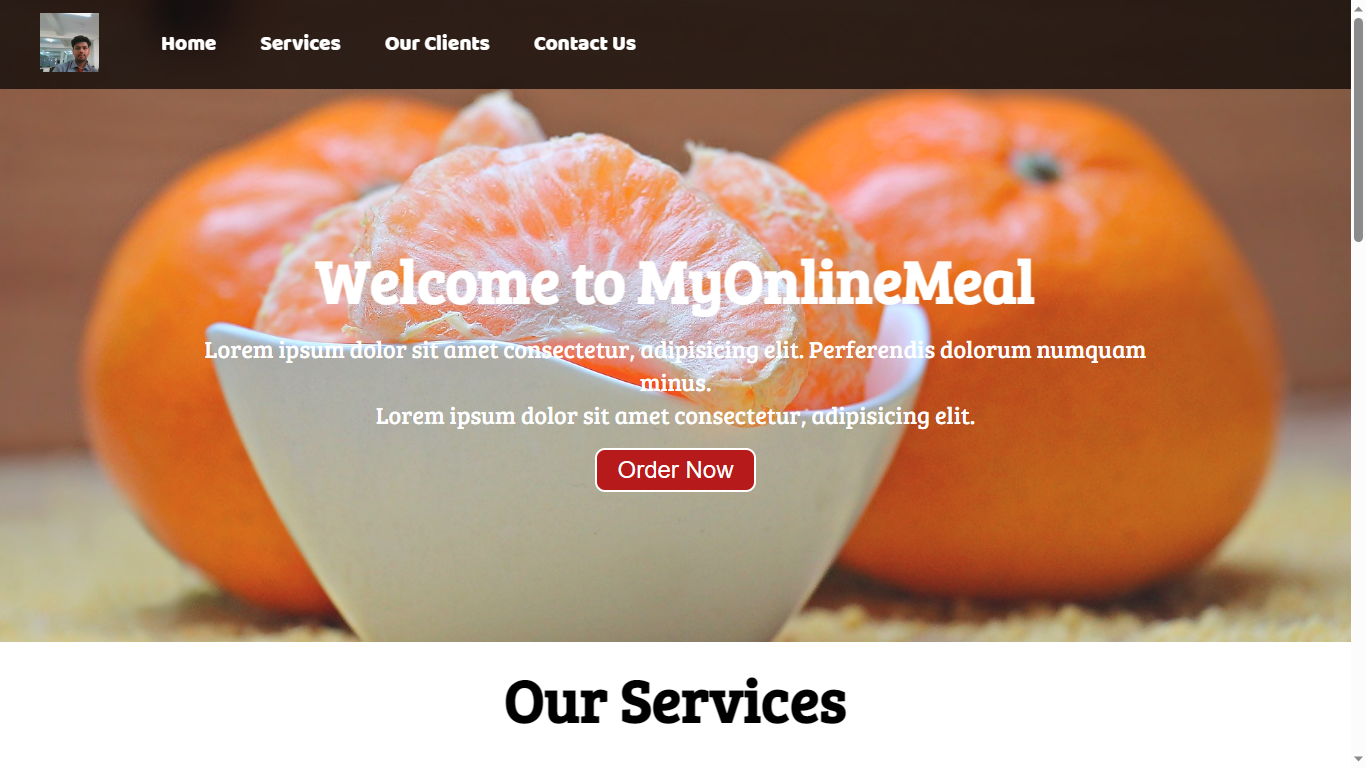 Home Services Our Clients Contact Us
Welcome to MyOnlineMeal
Lorem ipsum dolor sit amet consectetur, adipisicing elit. Perferendis dolorum numquam
minus.
Lorem ipsum dolor sit amet consectetur, adipisicing elit.
Order Now
Our Services